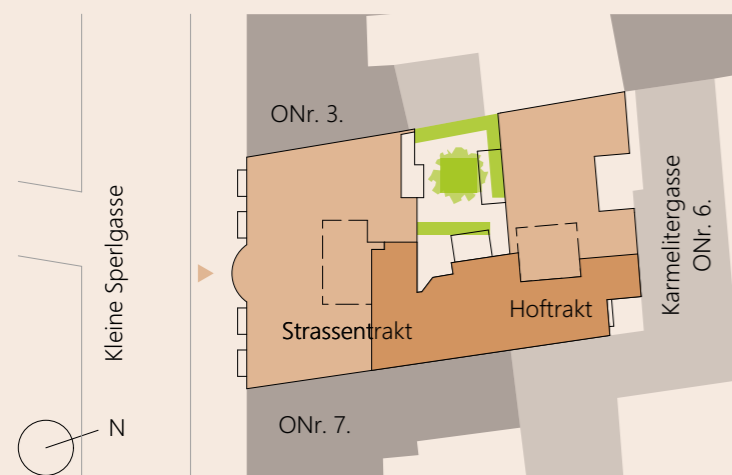 ONr. 3.
Kleine Sperlgasse
Karmelitergasse
ONr. 6.
Strassentrakt
Hoftrakt
ONr. 7.
N